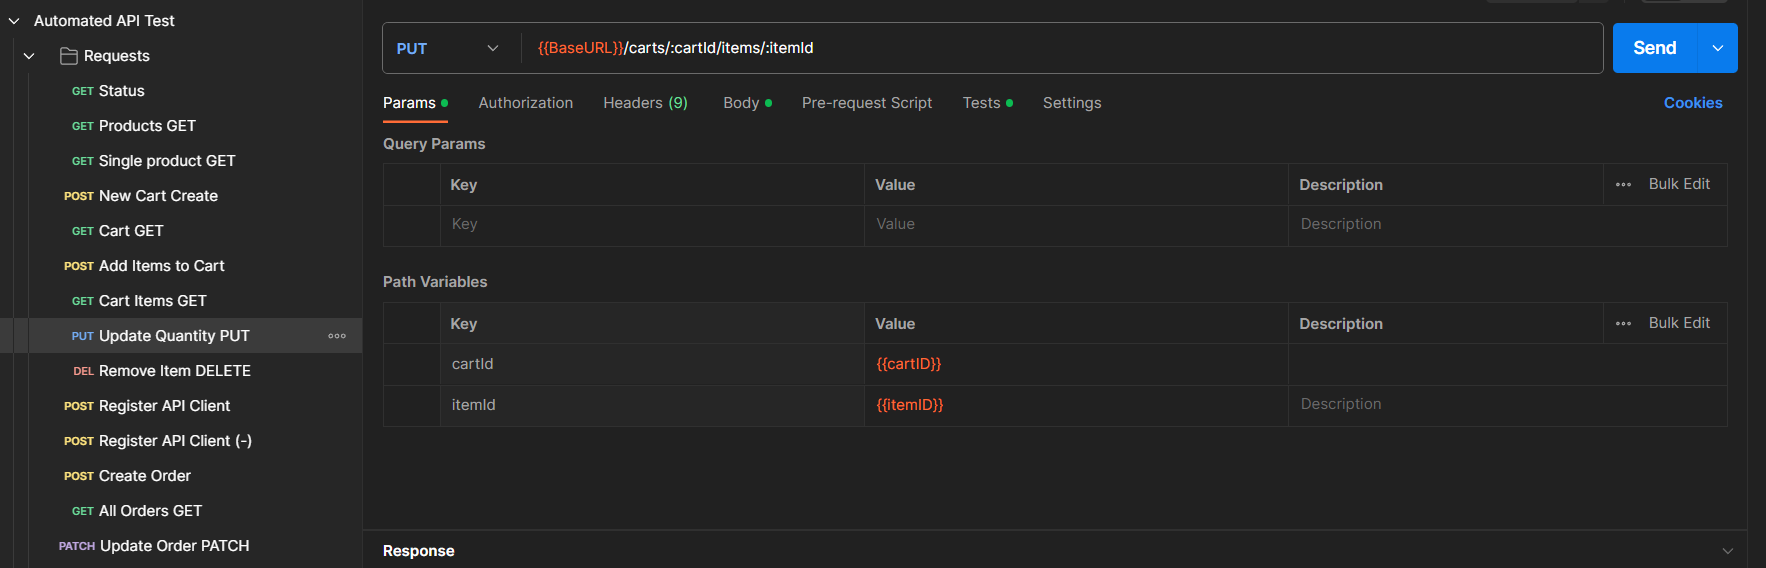 Automated API Test
Requests
GET Status
GET Products GET
GET Single product GET
POST New Cart Create
GET Cart GET
POST Add Items to Cart
GET Cart Items GET
PUT Update Quantity PUT
DEL Remove Item DELETE
POST Register API Client
POST Register API Client (-)
POST Create Order
GET All Orders GET
PATCH Update Order PATCH
PUT {{BaseURL}}/carts/:cartId/items/:itemId Send
Params Authorization Headers (9) Body Pre-request Script Tests Settings Cookies
Query Params
Key Value Description Bulk Edit
Key Value Description
Path Variables
Key Value Description Bulk Edit
cartId {{cartID}}
itemId {{itemID}} Description
Response